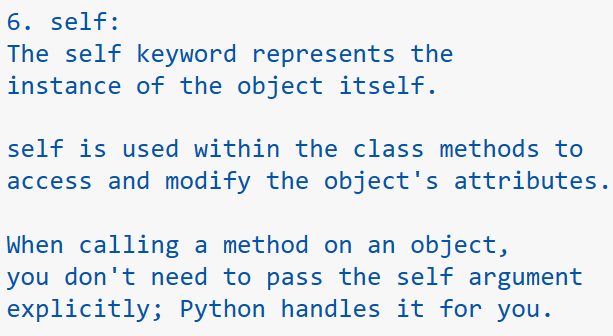 6. self:
The self keyword represents the
instance of the object itself.
self is used within the class methods to
access and modify the object's attributes.
When calling a method on an object,
you don't need to pass the self argument
explicitly; Python handles it for you.